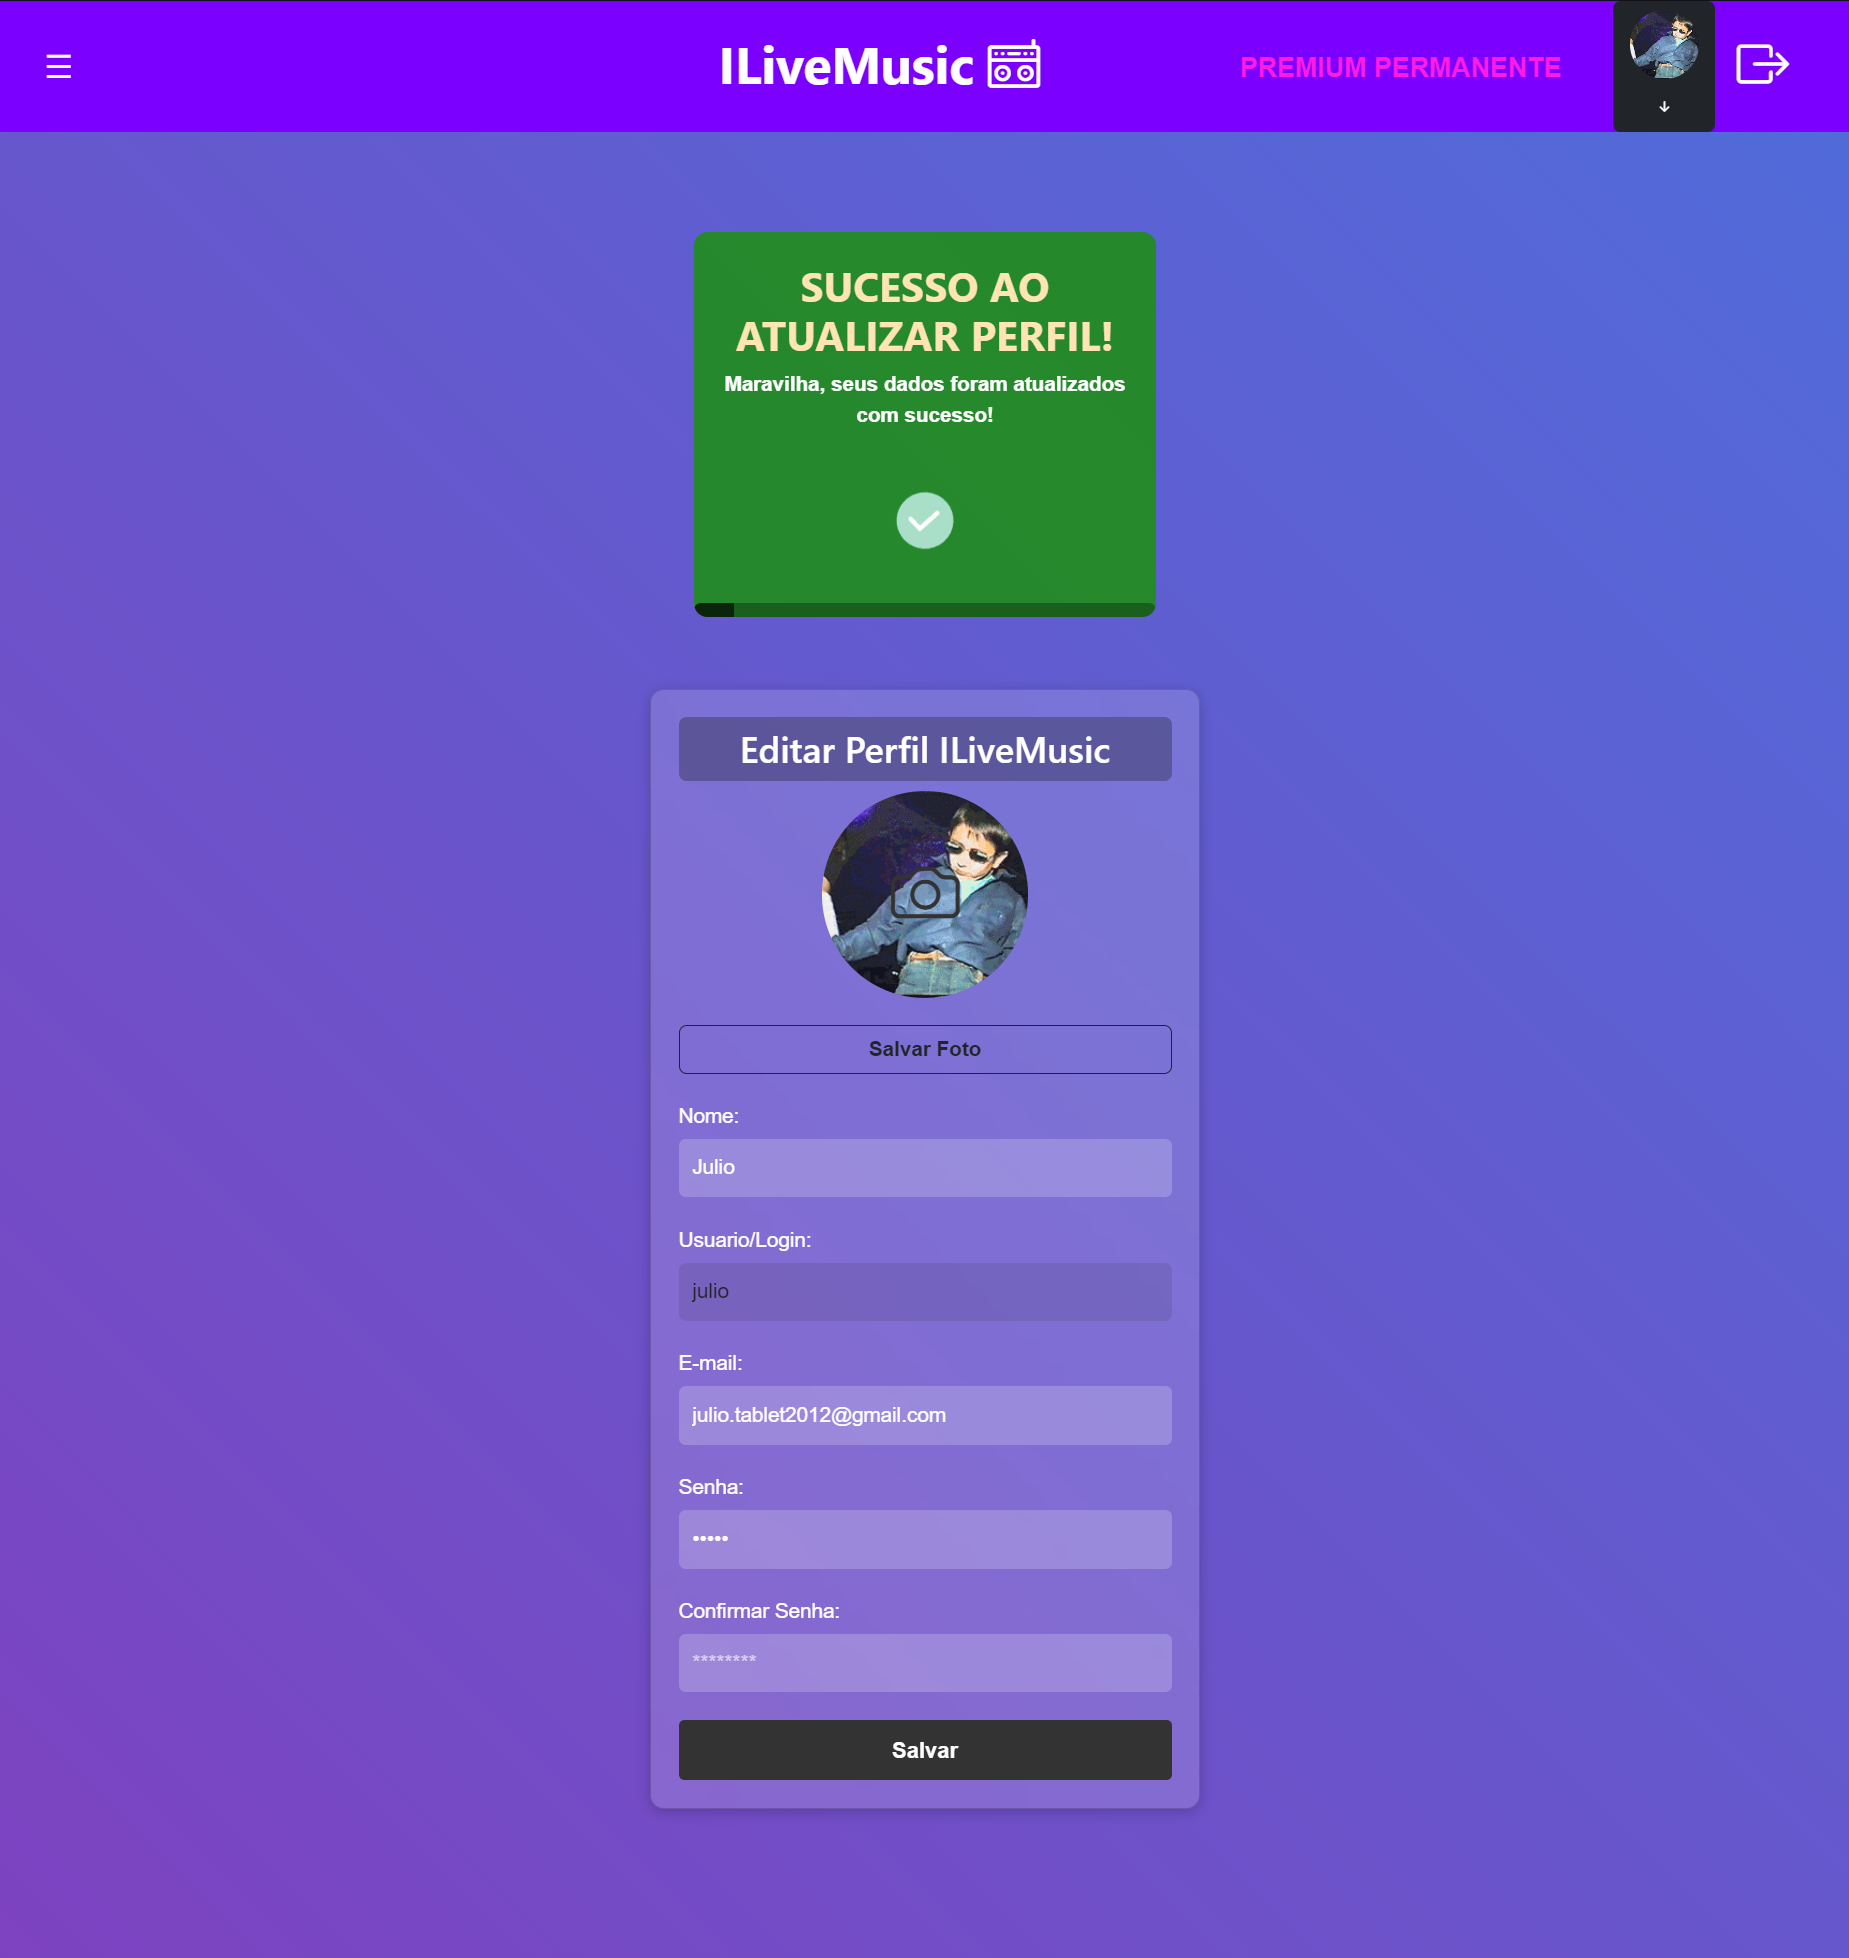 ILiveMusic
PREMIUM PERMANENTE
SUCESSO AO
ATUALIZAR PERFIL!
Maravilha, seus dados foram atualizados
com sucesso!
Editar Perfil ILiveMusic
Salvar Foto
Nome:
Julio
Usuario/Login:
julio
E-mail:
julio.tablet2012@gmail.com
Senha:
•••••
Confirmar Senha:
********
Salvar